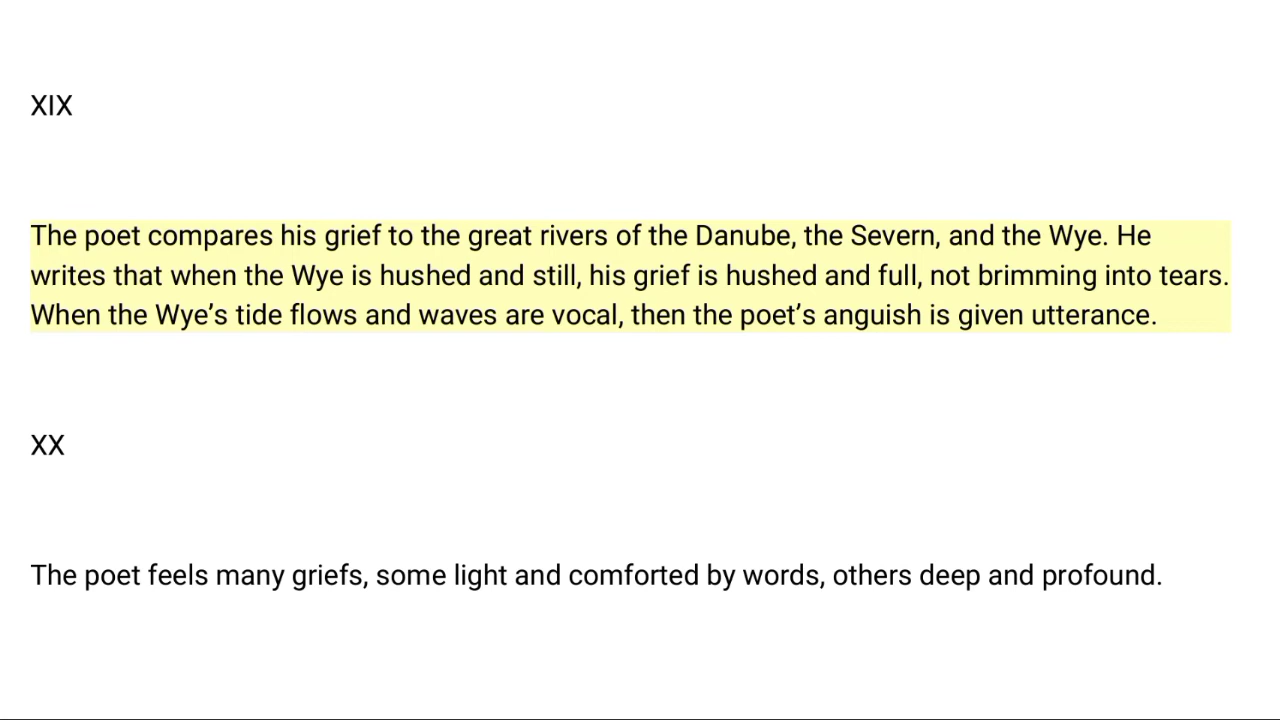 XIX
The poet compares his grief to the great rivers of the Danube, the Severn, and the Wye. He
writes that when the Wye is hushed and still, his grief is hushed and full, not brimming into tears.
When the Wye’s tide flows and waves are vocal, then the poet’s anguish is given utterance.
XX
The poet feels many griefs, some light and comforted by words, others deep and profound.